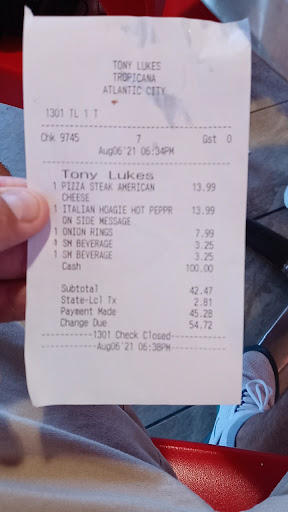 TONY LUKES
TROPICANA
ATLANTIC CITY
1301 TL 1 T
Chk 9745 7 Gst 0
Aug06'21 06:34PM
Tony Lukes
1 PIZZA STEAK AMERICAN 13.99
CHEESE
1 ITALIAN HOAGIE HOT PEPPR 13.99
ON SIDE MESSAGE
1 ONION RINGS 7.99
1 SM BEVERAGE 3.25
1 SM BEVERAGE 3.25
Cash 100.00
Subtotal 42.47
State-Lcl Tx 2.81
Payment Made 45.28
Change Due 54.72
----------1301 Check Closed----------
----------Aug06'21 06:38PM----------